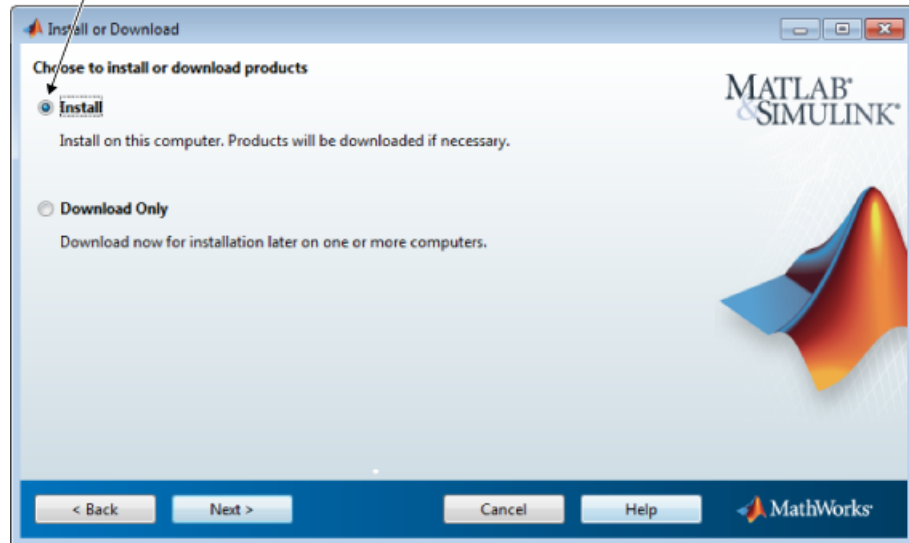 Install or Download
Choose to install or download products
Install
Install on this computer. Products will be downloaded if necessary.
Download Only
Download now for installation later on one or more computers.
MATLAB®
&SIMULINK®
< Back
Next >
Cancel
Help
MathWorks®